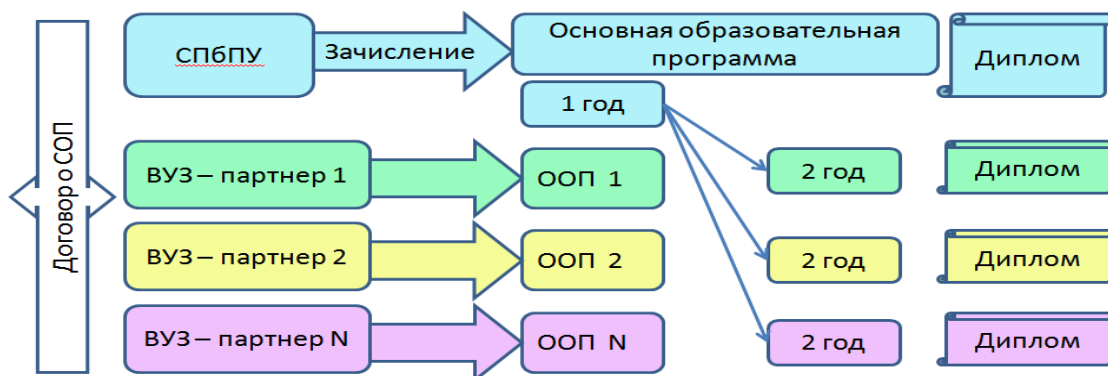 Договор о СОП
СПбПУ
Зачисление
Основная образовательная
программа
Диплом
1 год
ВУЗ – партнер 1
ООП 1
2 год
Диплом
ВУЗ – партнер 2
ООП 2
2 год
Диплом
ВУЗ – партнер N
ООП N
2 год
Диплом